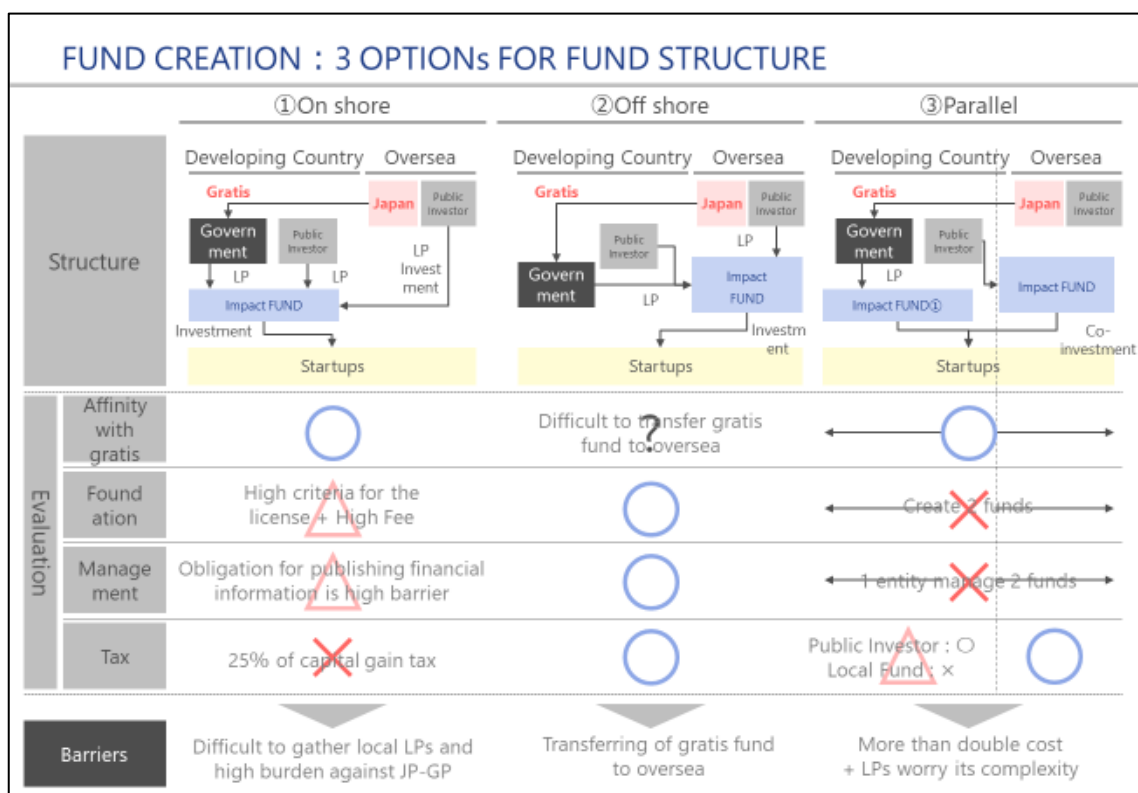 FUND CREATION : 3 OPTIONs FOR FUND STRUCTURE
①On shore
②Off shore
③Parallel
Structure
Developing Country
Oversea
Gratis
Japan
Public
Investor
Govern
ment
Public
Investor
LP
LP
LP
Invest
ment
Impact FUND
Investment
Startups
Developing Country
Oversea
Gratis
Japan
Public
Investor
LP
Public
Investor
Govern
ment
LP
Impact
FUND
Investm
ent
Startups
Developing Country
Oversea
Gratis
Japan
Public
Investor
Govern
ment
Public
Investor
LP
Impact FUND①
Impact FUND
Co-
investment
Startups
Evaluation
Affinity
with
gratis
Difficult to transfer gratis
fund to oversea
?
Found
ation
High criteria for the
license + High Fee
Create 2 funds
Manage
ment
Obligation for publishing financial
information is high barrier
1 entity manage 2 funds
Tax
25% of capital gain tax
Public Investor : ○
Local Fund : ×
Barriers
Difficult to gather local LPs and
high burden against JP-GP
Transferring of gratis fund
to oversea
More than double cost
+ LPs worry its complexity